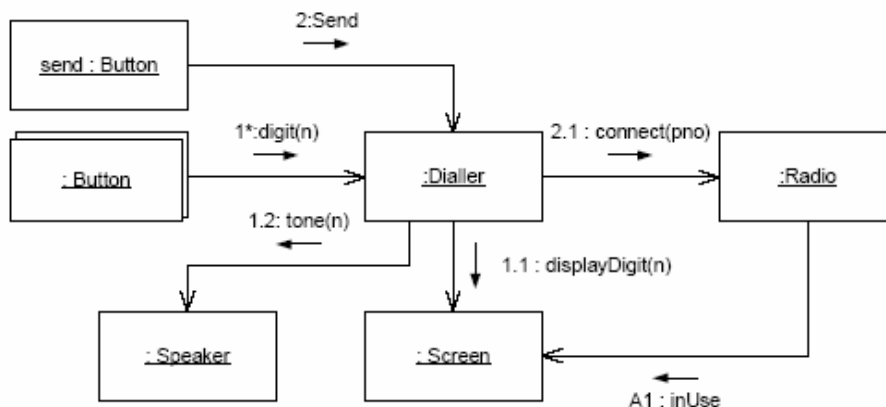 2:Send
send : Button
1*:digit(n)
2.1 : connect(pno)
: Button
:Dialler
:Radio
1.2: tone(n)
1.1 : displayDigit(n)
: Speaker
: Screen
A1 : inUse